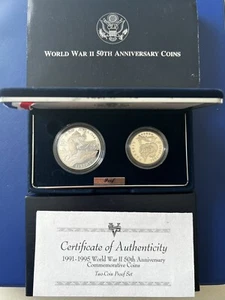 World War II 50th Anniversary Coins
Certificate of Authenticity
1991-1995 World War II 50th Anniversary
Commemorative Coins
Two-Coin Proof Set